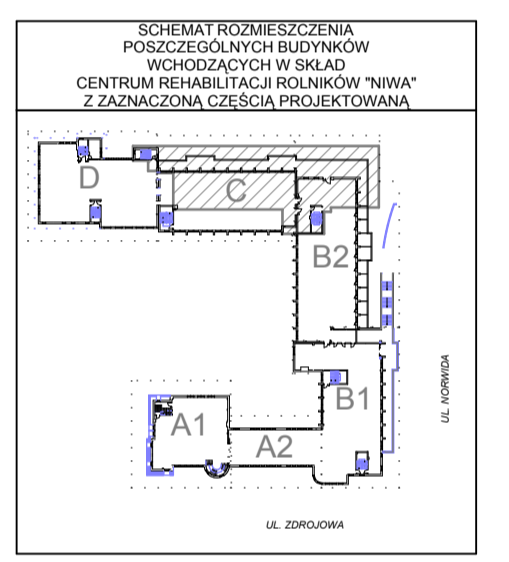 SCHEMAT ROZMIESZCZENIA
POSZCZEGÓLNYCH BUDYNKÓW
WCHODZĄCYCH W SKŁAD
CENTRUM REHABILITACJI ROLNIKÓW "NIWA"
Z ZAZNACZONĄ CZĘŚCIĄ PROJEKTOWANĄ
D
C
B2
B1
A1
A2
UL. NORWIDA
UL. ZDROJOWA